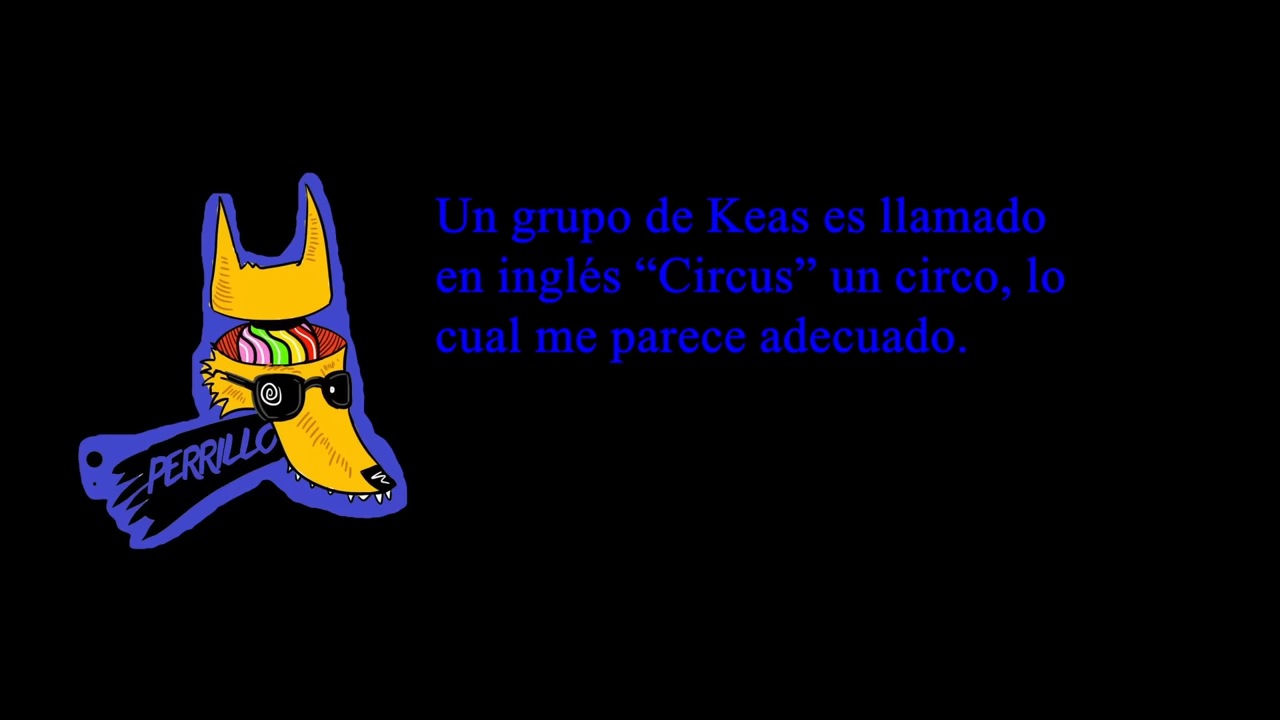 Un grupo de Keas es llamado
en inglés “Circus” un circo, lo
cual me parece adecuado.
PERRILLO